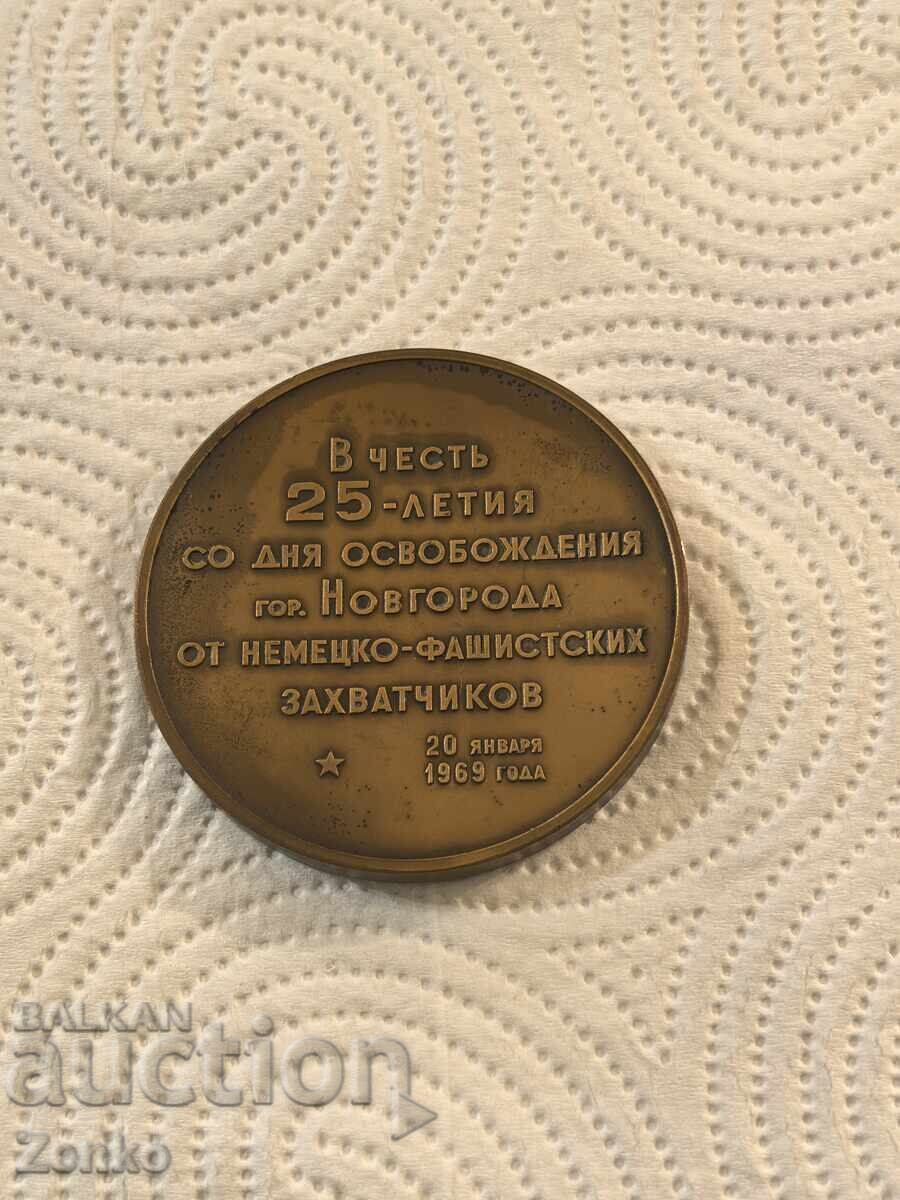 В ЧЕСТЬ
25-ЛЕТИЯ
СО ДНЯ ОСВОБОЖДЕНИЯ
ГОР. НОВГОРОДА
ОТ НЕМЕЦКО-ФАШИСТСКИХ
ЗАХВАТЧИКОВ
20 ЯНВАРЯ
1969 ГОДА
BALKAN
auction
Zonko